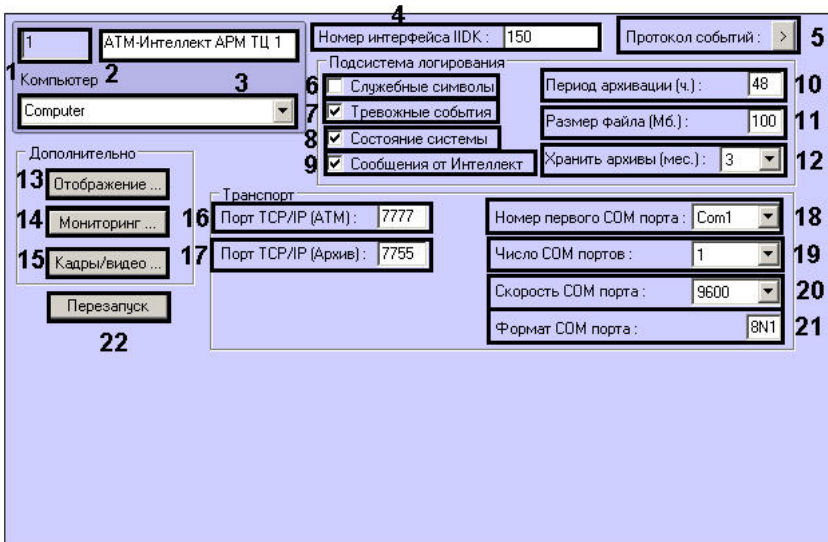 4
1 АТМ-Интеллект АРМ ТЦ 1 Номер интерфейса IIDK : 150 Протокол событий : > 5
1 Компьютер 2 3
Computer
Подсистема логирования
6 Служебные символы Период архивации (ч.) : 48 10
7 Тревожные события Размер файла (Мб.) : 100 11
8 Состояние системы
9 Сообщения от Интеллект Хранить архивы (мес.) : 3 12
Дополнительно
13 Отображение ...
14 Мониторинг ...
15 Кадры/видео ...
Перезапуск
22
Транспорт
16 Порт TCP/IP (АТМ) : 7777 Номер первого COM порта : Com1 18
17 Порт TCP/IP (Архив) : 7755 Число COM портов : 1 19
Скорость COM порта : 9600 20
Формат COM порта : 8N1 21